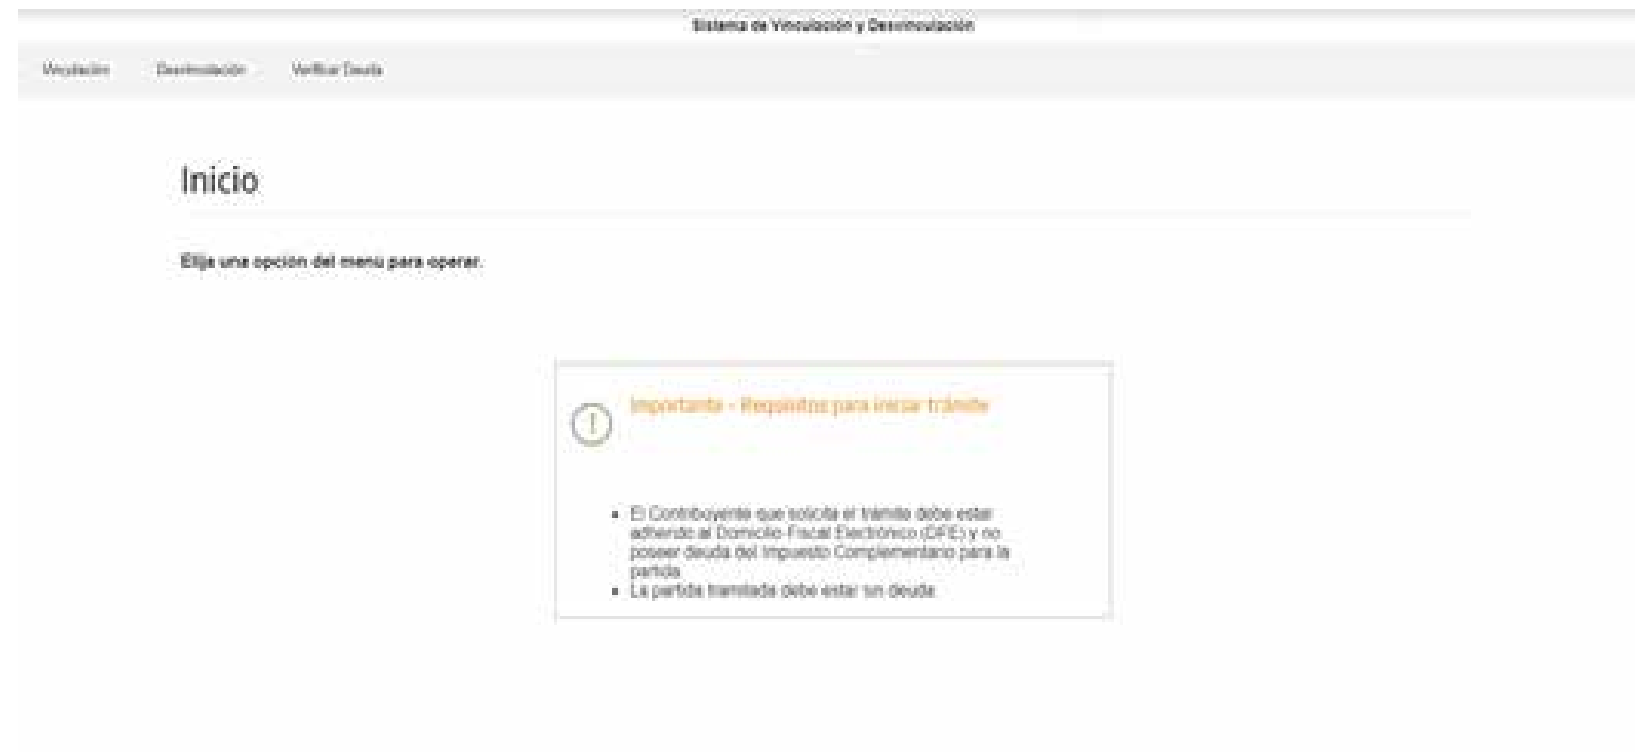 Sistema de Vinculación y Desvinculación
Vinculación Desvinculación Verificar Deuda
Inicio
Elija una opción del menú para operar.
Importante - Requisitos para iniciar trámite
• El Contribuyente que solicita el trámite debe estar
adherido al Domicilio Fiscal Electrónico (DFE) y no
poseer deuda del Impuesto Complementario para la
partida.
• La partida tramitada debe estar sin deuda.